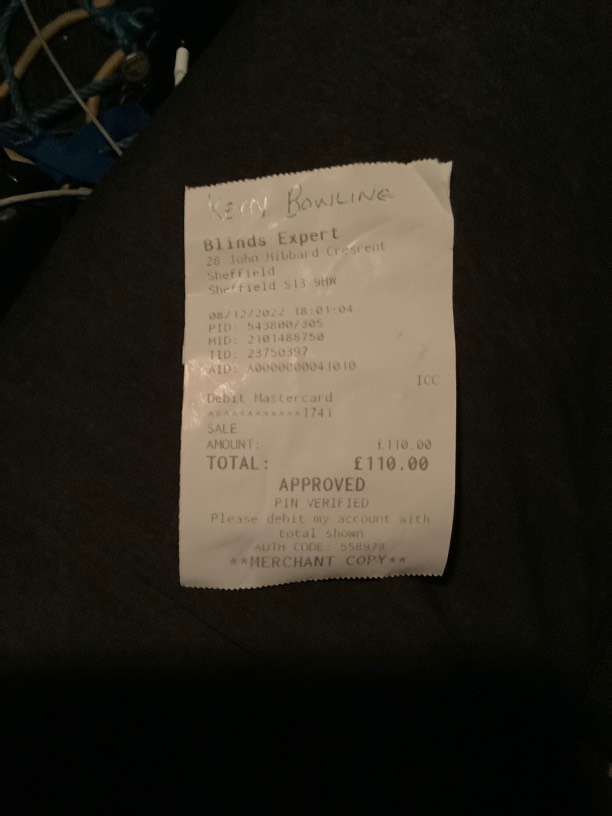 BOWLINE
Blinds Expert
28 John Hibbard Crescent
Sheffield
Sheffield S13 9HW
08/12/2022 18:01:04
PID: 543800/305
MID: 2101488750
TID: 23750397
AID: A0000000041010
ICC
Debit Mastercard
************1741
SALE
AMOUNT: £110.00
TOTAL: £110.00
APPROVED
PIN VERIFIED
Please debit my account with
total shown
AUTH CODE: 558978
**MERCHANT COPY**